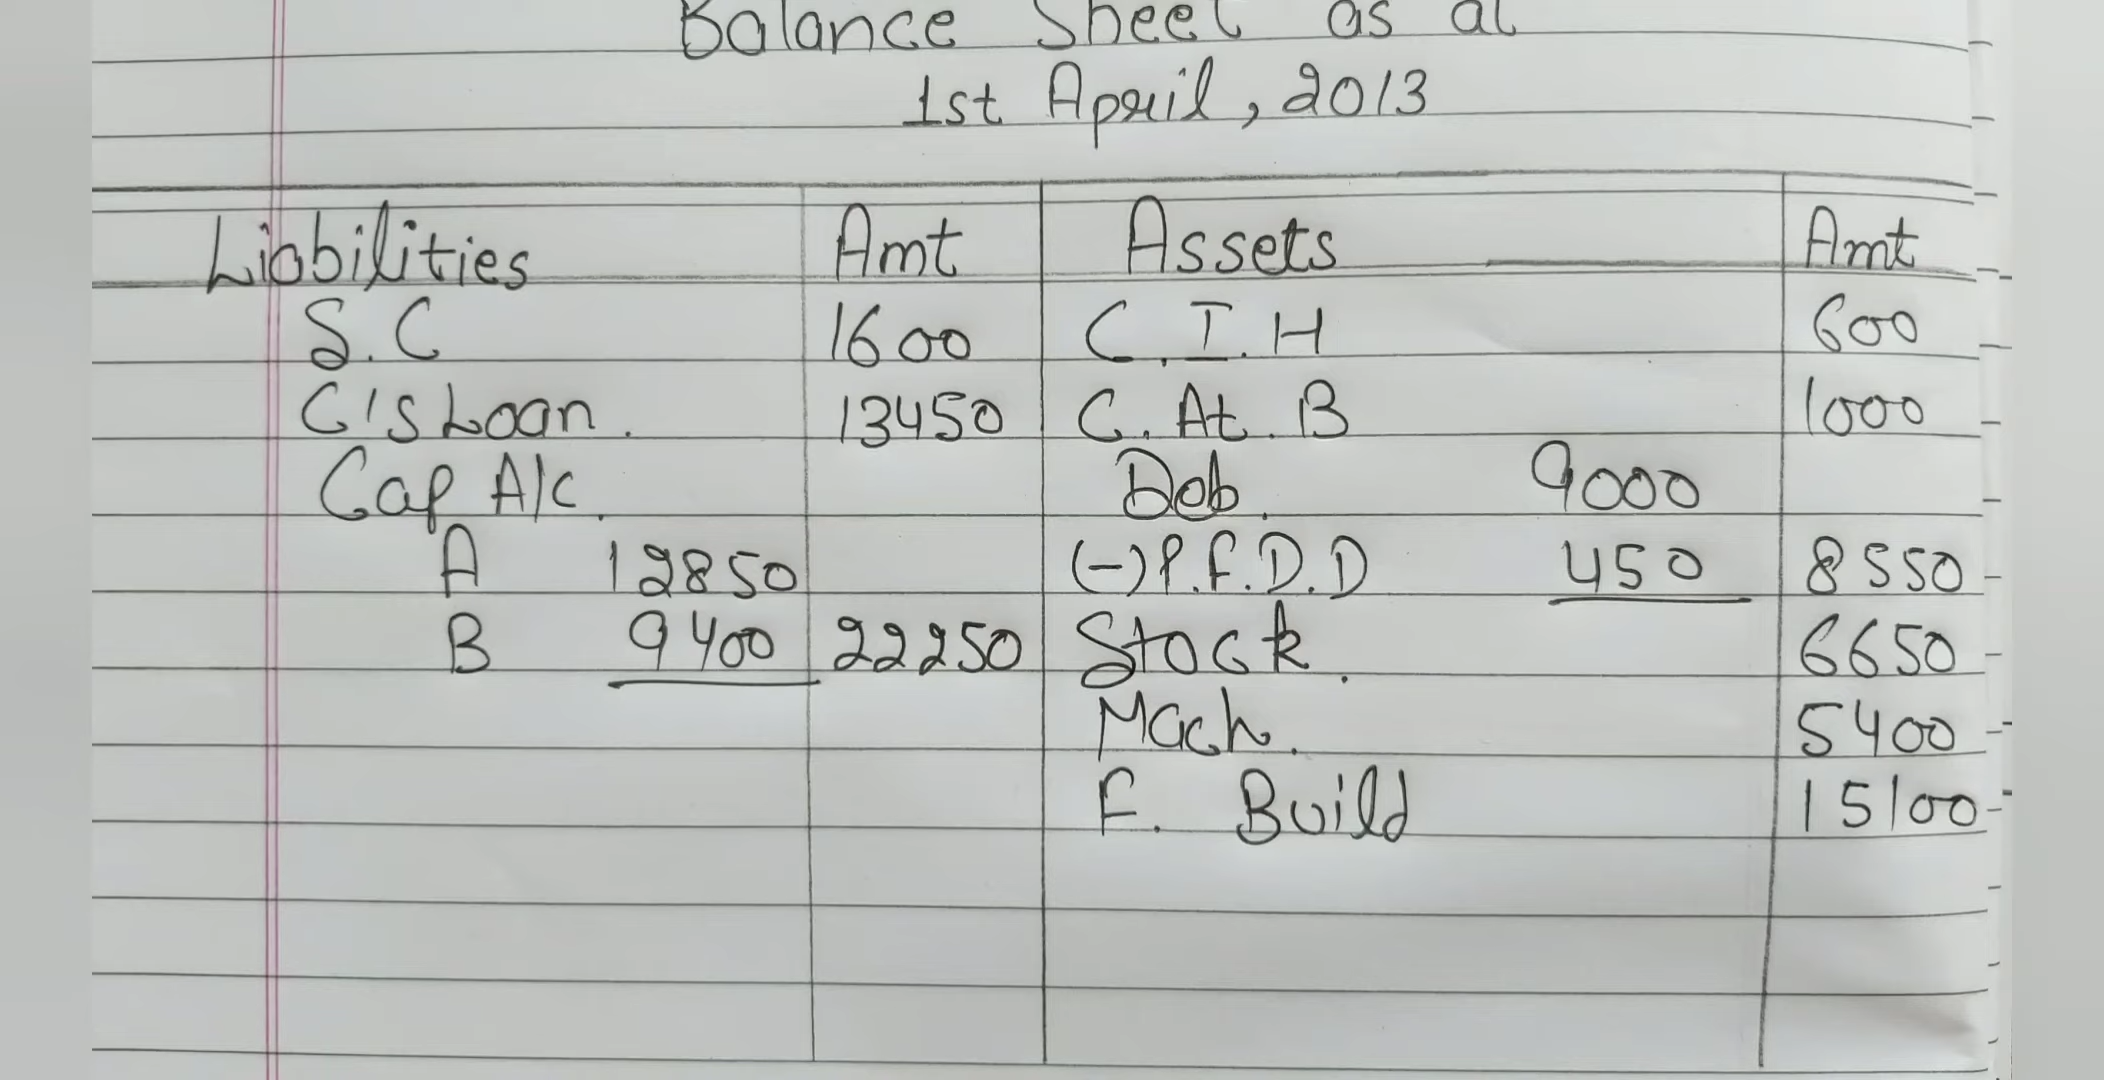 Balance Sheet as at
1st April, 2013
Liabilities Amt Assets Amt
S.C 1600 C.I.H 600
C's Loan. 13450 C.At.B 1000
Cap A/c. Deb. 9000
A 12850 (-)P.F.D.D 450 8550
B 9400 22250 Stock. 6650
Mach. 5400
F. Build 15100